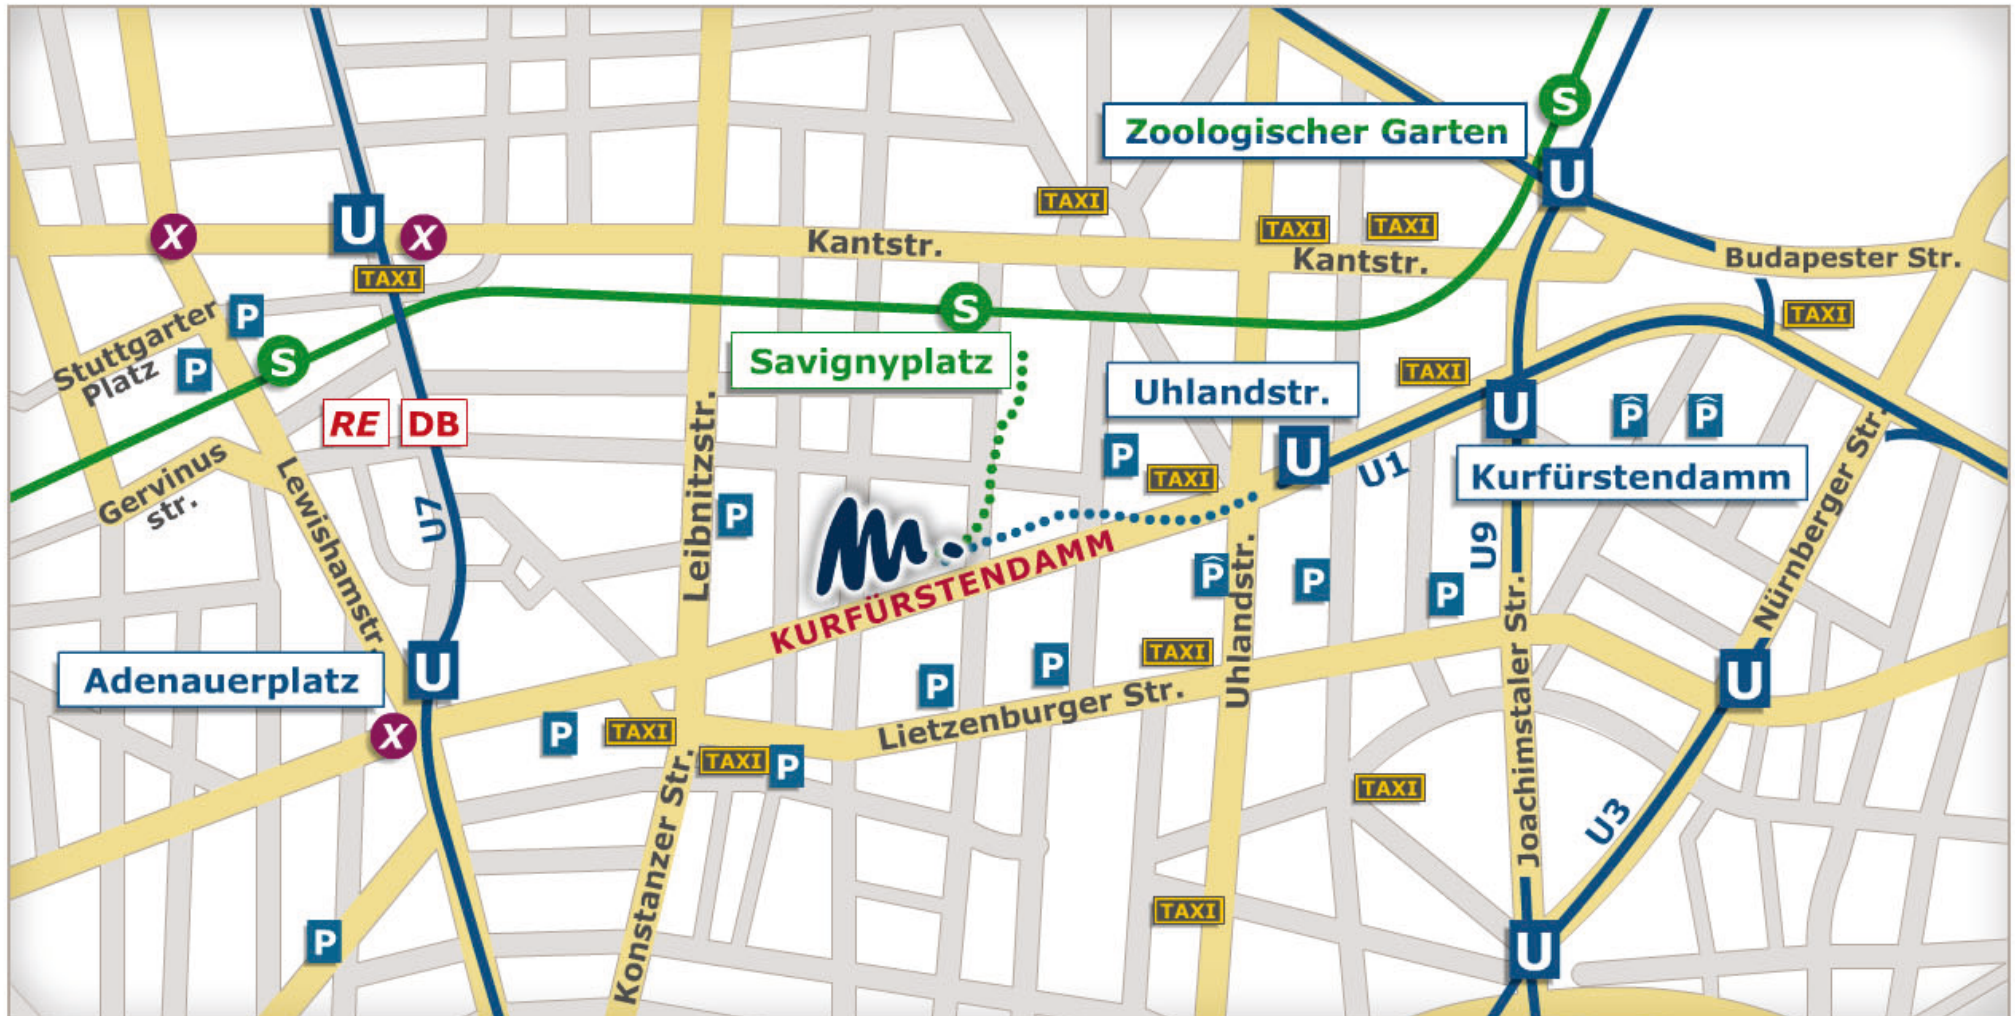 S
Zoologischer Garten
U
TAXI
TAXI
TAXI
U
X
X
Kantstr.
Kantstr.
Budapester Str.
TAXI
S
P
TAXI
Stuttgarter
Platz
S
P
Savignyplatz
Uhlandstr.
TAXI
U
P
P
RE
DB
Leibnitzstr.
P
U
U1
Kurfürstendamm
TAXI
Gervinus
str.
Lewishamstr.
U7
P
KURFÜRSTENDAMM
P
Uhlandstr.
P
P
U9
Joachimstaler Str.
Nürnberger Str.
Adenauerplatz
U
P
P
TAXI
U
X
P
TAXI
TAXI
P
Lietzenburger Str.
Konstanzer Str.
TAXI
U3
P
TAXI
U